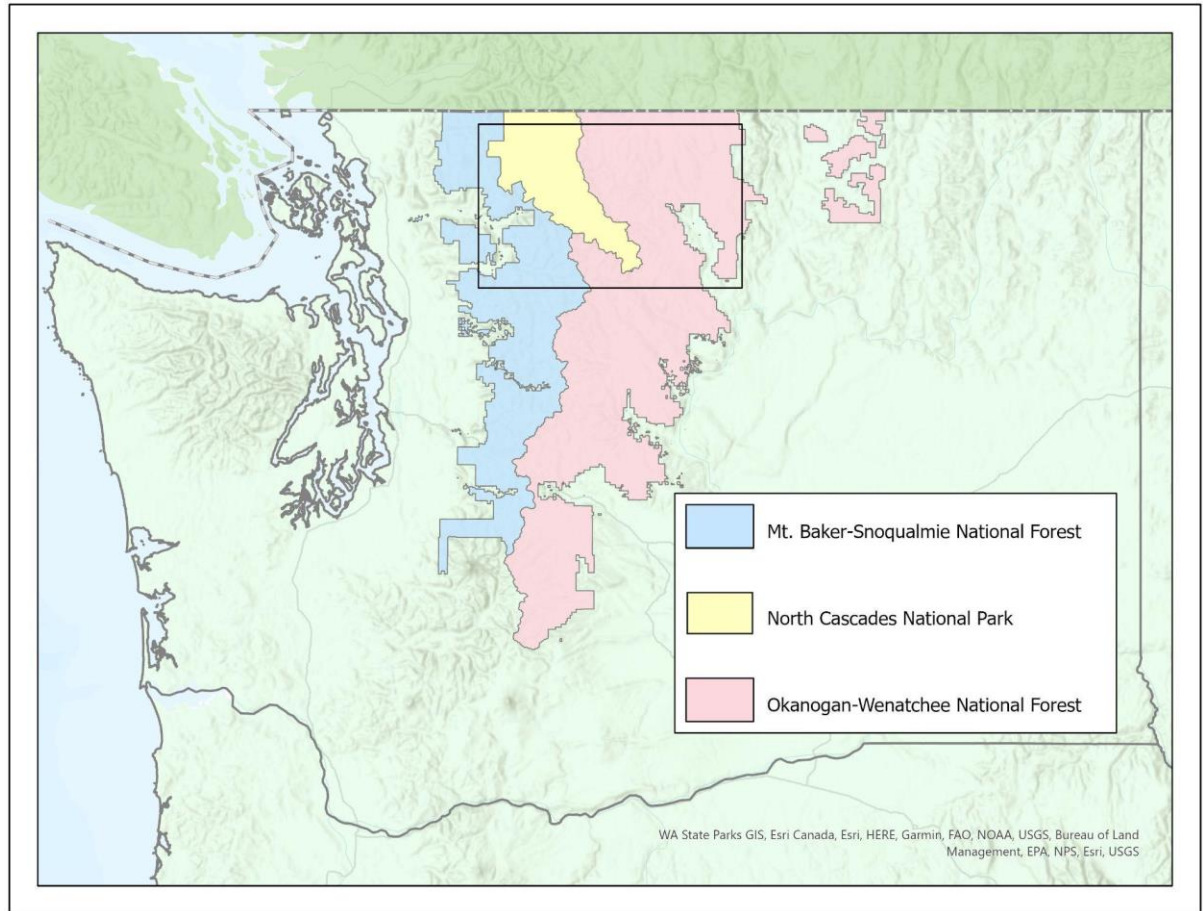 Mt. Baker-Snoqualmie National Forest
North Cascades National Park
Okanogan-Wenatchee National Forest
WA State Parks GIS, Esri Canada, Esri, HERE, Garmin, FAO, NOAA, USGS, Bureau of Land
Management, EPA, NPS, Esri, USGS